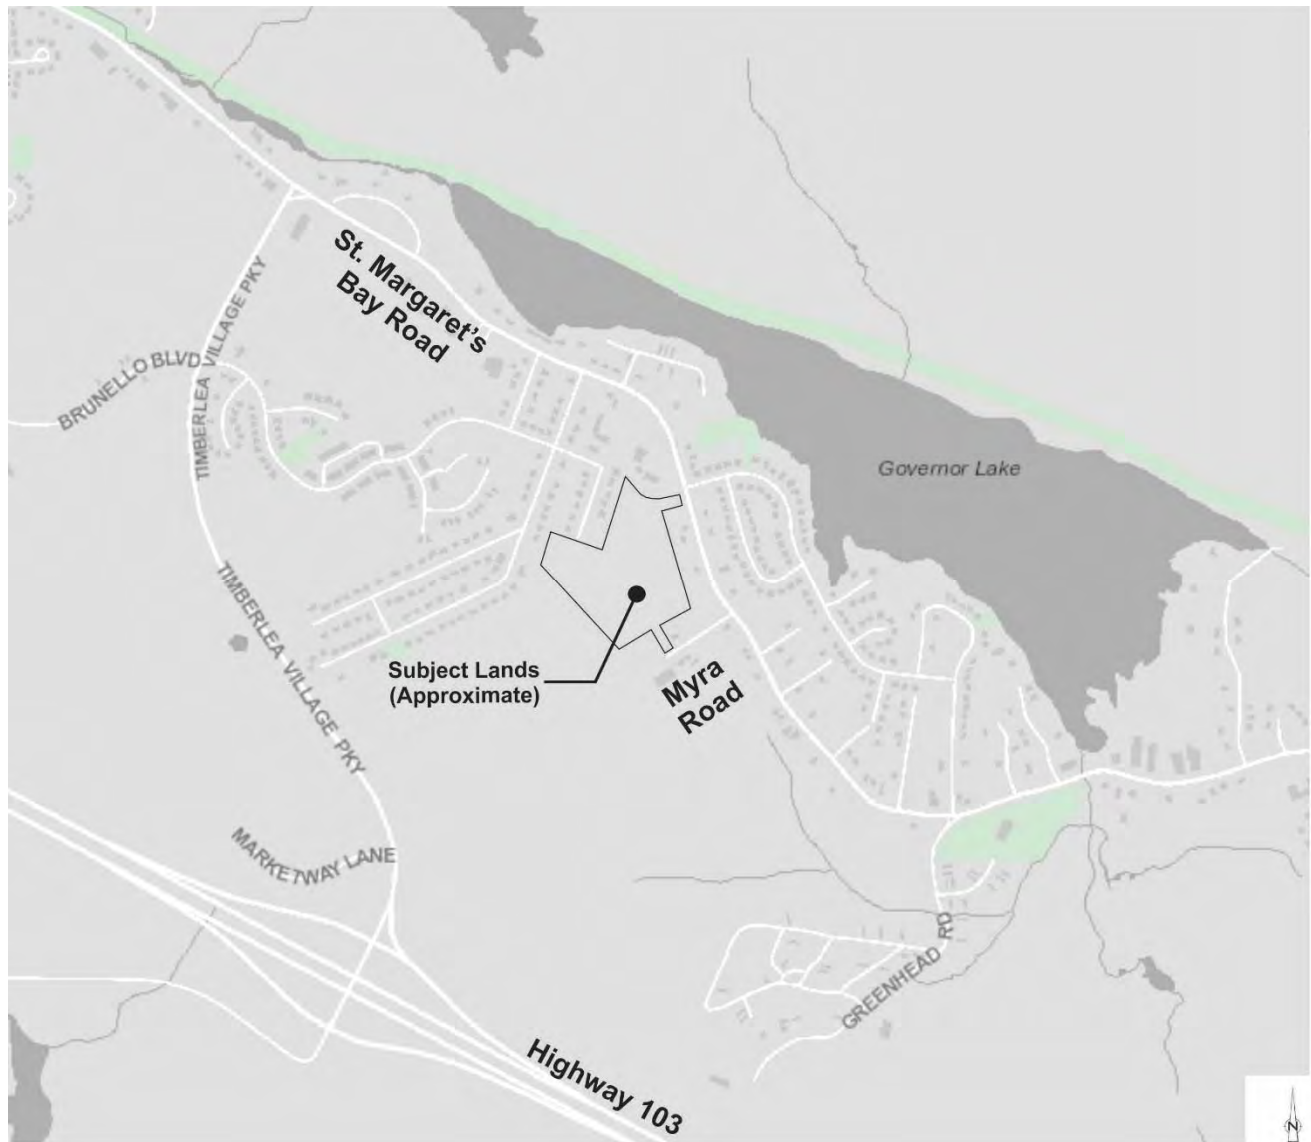 St. Margaret's
Bay Road
TIMBERLEA VILLAGE PKY
BRUNELLO BLVD
Governor Lake
TIMBERLEA VILLAGE PKY
Subject Lands
(Approximate)
Myra
Road
MARKETWAY LANE
GREENHEAD RD
Highway 103
N